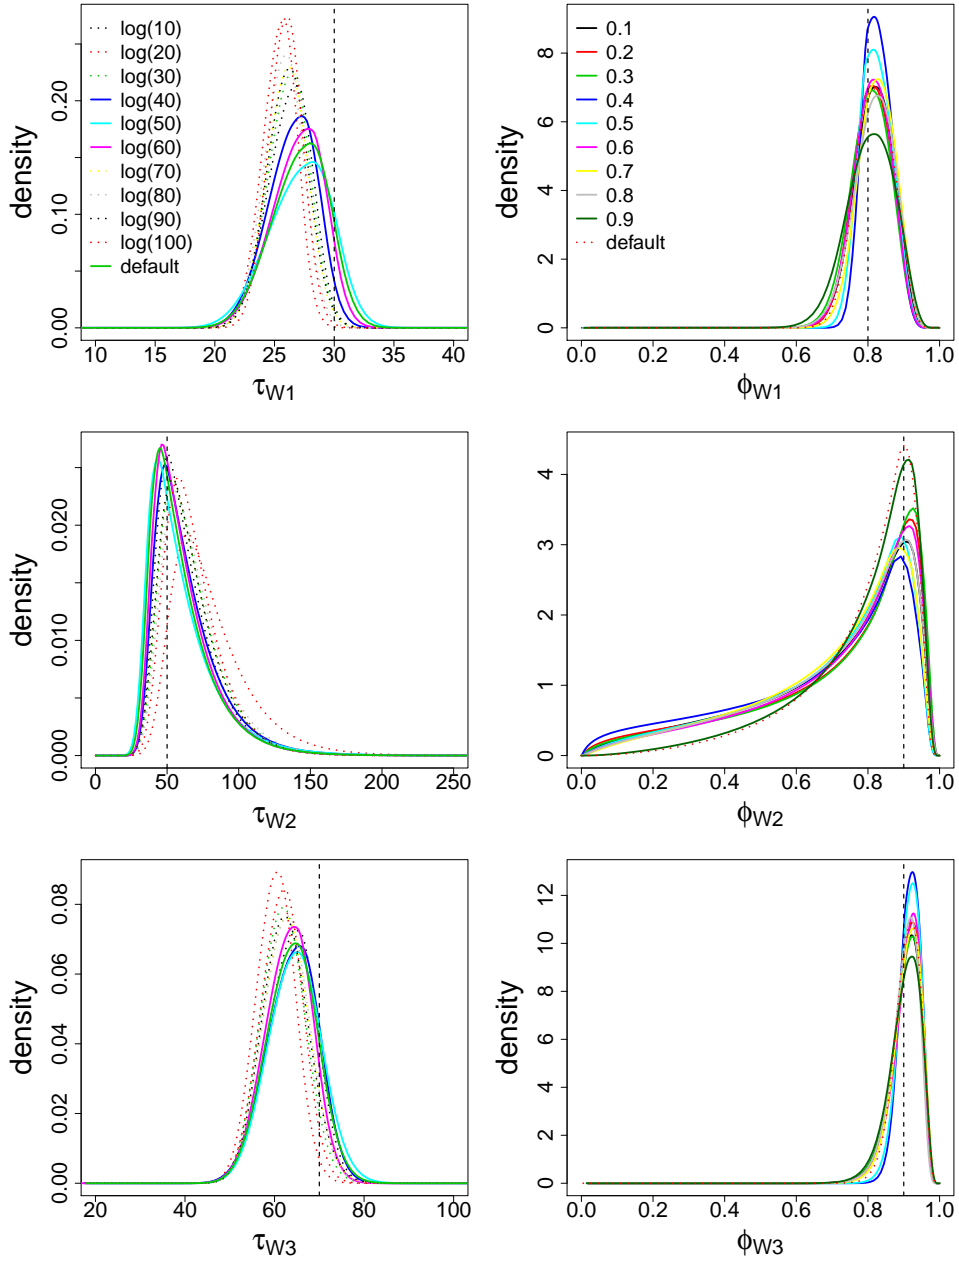 log(10)
log(20)
log(30)
log(40)
log(50)
log(60)
log(70)
log(80)
log(90)
log(100)
default
density
0.00
0.10
0.20
10 15 20 25 30 35 40
τW1
0.1
0.2
0.3
0.4
0.5
0.6
0.7
0.8
0.9
default
density
0 2 4 6 8
0.0 0.2 0.4 0.6 0.8 1.0
ϕW1
density
0.000 0.010 0.020
0 50 100 150 200 250
τW2
density
0 1 2 3 4
0.0 0.2 0.4 0.6 0.8 1.0
ϕW2
density
0.00 0.02 0.04 0.06 0.08
20 40 60 80 100
τW3
density
0 2 4 6 8 10 12
0.0 0.2 0.4 0.6 0.8 1.0
ϕW3